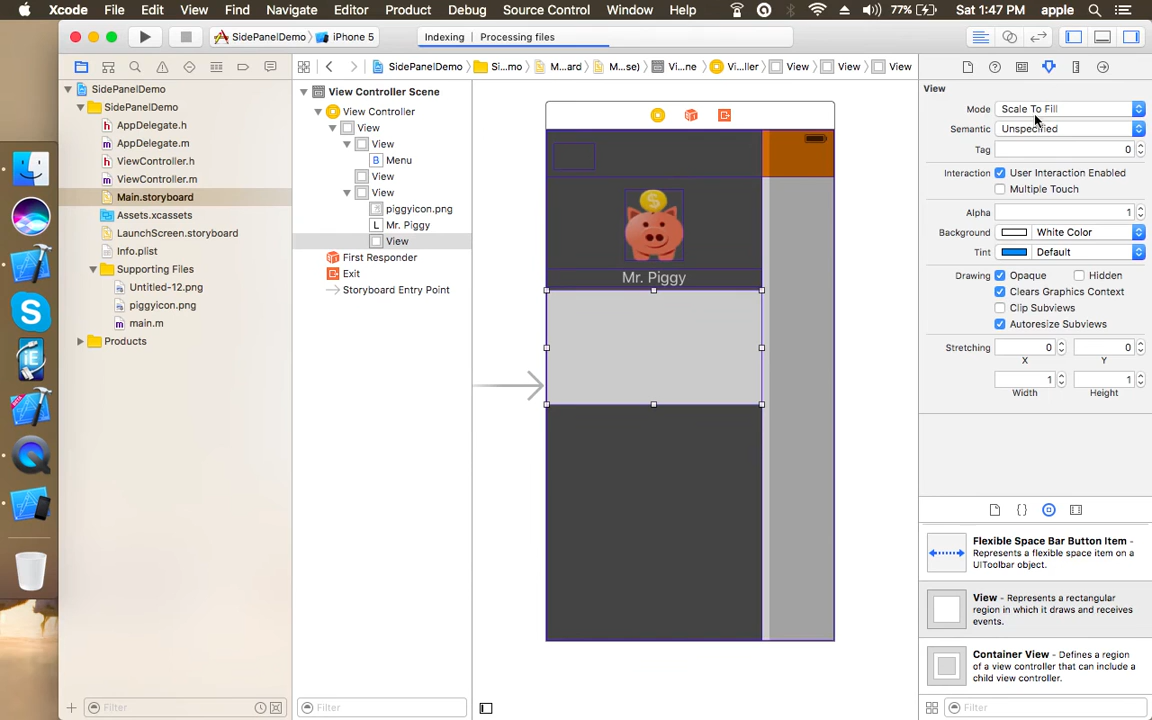 Xcode File Edit View Find Navigate Editor Product Debug Source Control Window Help 77% Sat 1:47 PM apple
SidePanelDemo iPhone 5 Indexing Processing files
SidePanelDemo Si...mo M...ard M...se) Vi...ne V...ller View View View
SidePanelDemo
SidePanelDemo
AppDelegate.h
AppDelegate.m
ViewController.h
ViewController.m
Main.storyboard
Assets.xcassets
LaunchScreen.storyboard
Info.plist
Supporting Files
Untitled-12.png
piggyicon.png
main.m
Products
Filter
View Controller Scene
View Controller
View
View
B Menu
View
View
piggyicon.png
L Mr. Piggy
View
First Responder
Exit
Storyboard Entry Point
Filter
Mr. Piggy
View
Mode Scale To Fill
Semantic Unspecified
Tag 0
Interaction User Interaction Enabled
Multiple Touch
Alpha 1
Background White Color
Tint Default
Drawing Opaque Hidden
Clears Graphics Context
Clip Subviews
Autoresize Subviews
Stretching 0 0
X Y
1 1
Width Height
Flexible Space Bar Button Item -
Represents a flexible space item on a
UIToolbar object.
View - Represents a rectangular
region in which it draws and receives
events.
Container View - Defines a region
of a view controller that can include a
child view controller.
Filter